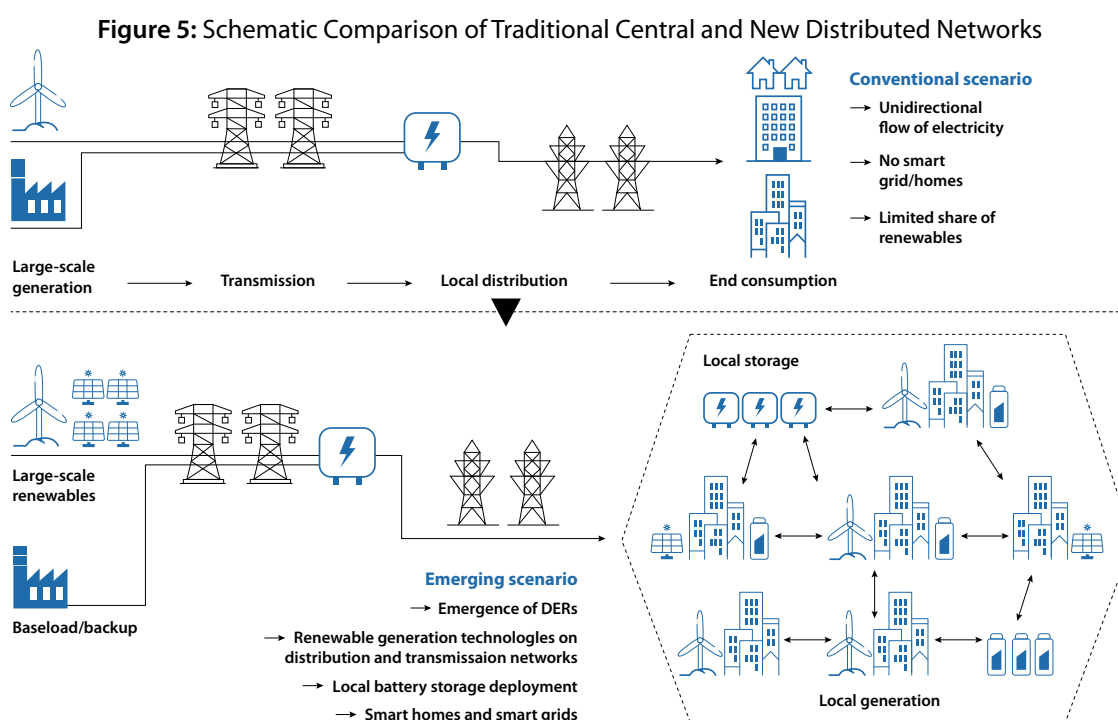 Figure 5: Schematic Comparison of Traditional Central and New Distributed Networks
Conventional scenario
→ Unidirectional
flow of electricity
→ No smart
grid/homes
→ Limited share of
renewables
Large-scale
generation
Transmission
Local distribution
End consumption
Large-scale
renewables
Baseload/backup
Emerging scenario
→ Emergence of DERs
→ Renewable generation technologies on
distribution and transmissaion networks
→ Local battery storage deployment
→ Smart homes and smart grids
Local storage
Local generation